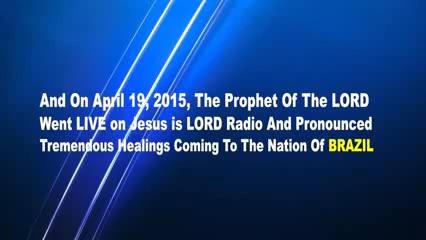 And On April 19, 2015, The Prophet Of The LORD
Went LIVE on Jesus is LORD Radio And Pronounced
Tremendous Healings Coming To The Nation Of BRAZIL